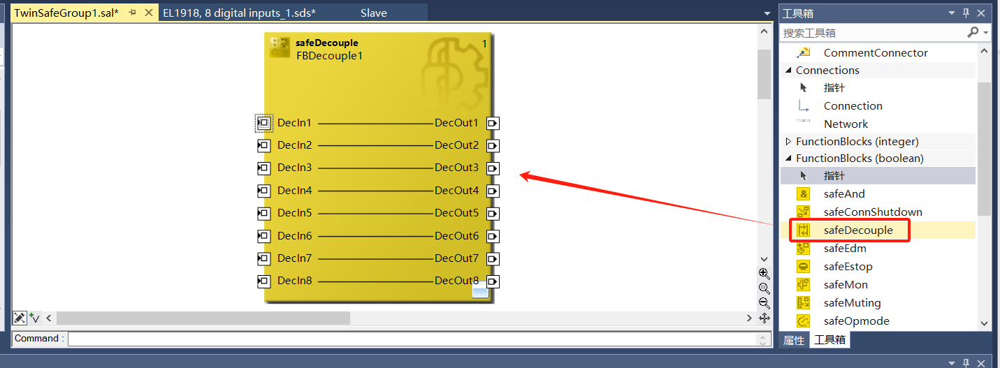 TwinSafeGroup1.sal*
EL1918, 8 digital inputs_1.sds*
Slave
safeDecouple
1
FBDecouple1
DecIn1 DecOut1
DecIn2 DecOut2
DecIn3 DecOut3
DecIn4 DecOut4
DecIn5 DecOut5
DecIn6 DecOut6
DecIn7 DecOut7
DecIn8 DecOut8
Command :
工具箱
搜索工具箱
CommentConnector
Connections
指针
Connection
Network
FunctionBlocks (integer)
FunctionBlocks (boolean)
指针
safeAnd
safeConnShutdown
safeDecouple
safeEdm
safeEstop
safeMon
safeMuting
safeOpmode
属性 工具箱